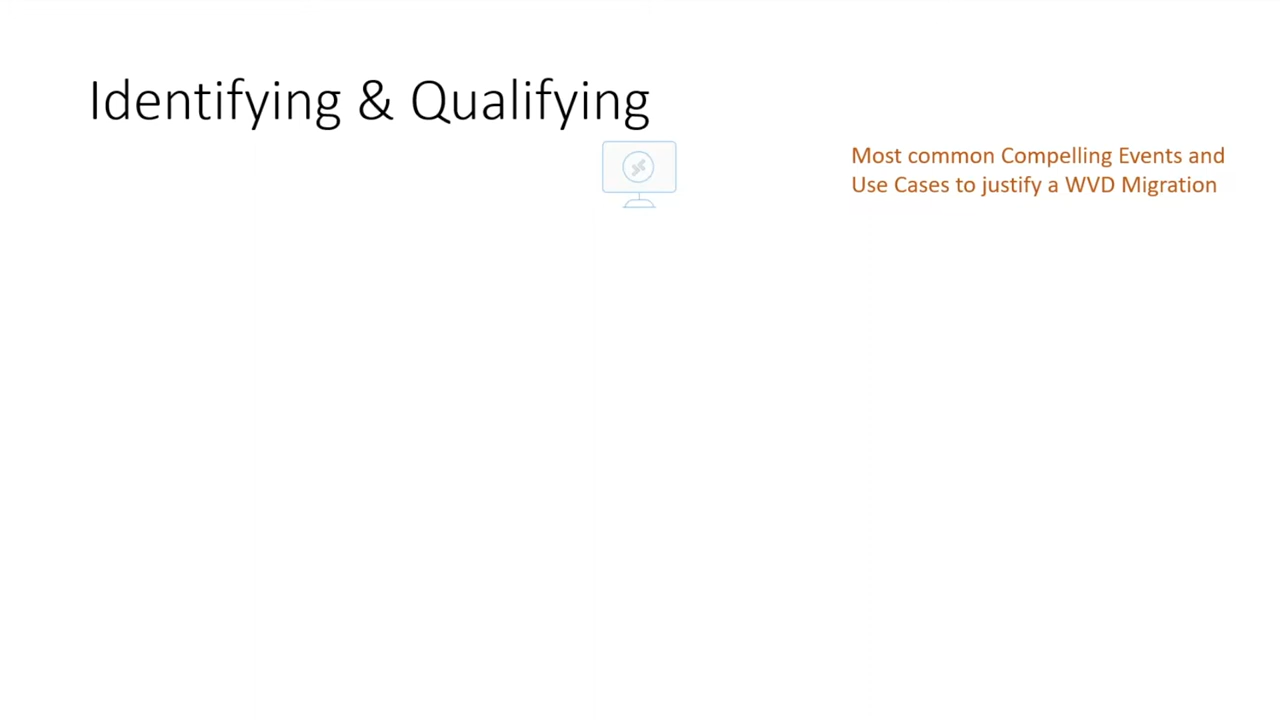 Identifying & Qualifying
Most common Compelling Events and
Use Cases to justify a WVD Migration